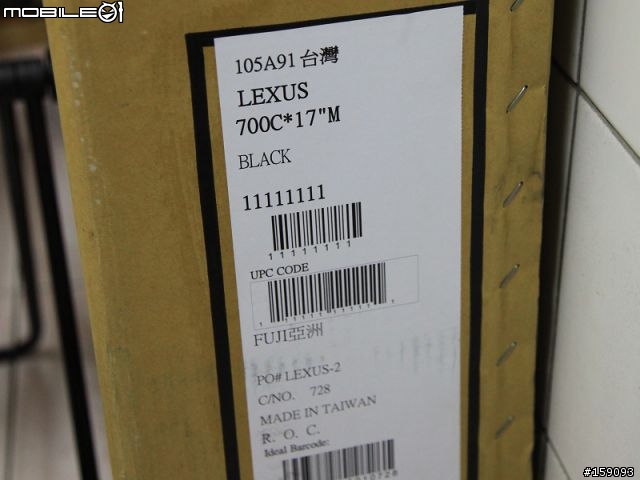 MOBILE01
105A91 台灣
LEXUS
700C*17"M
BLACK
11111111
11111111
UPC CODE
FUJI亞洲
PO# LEXUS-2
C/NO. 728
MADE IN TAIWAN
R. O. C.
Ideal Barcode:
#159093